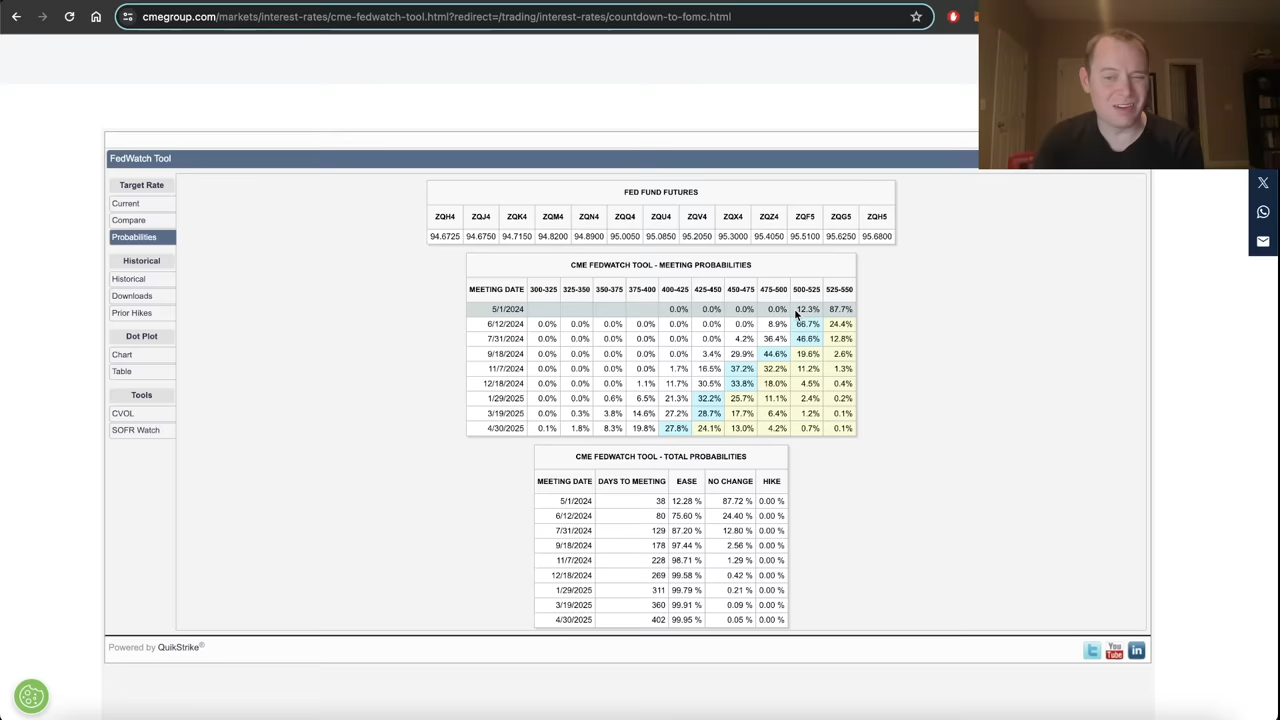 cmegroup.com/markets/interest-rates/cme-fedwatch-tool.html?redirect=/trading/interest-rates/countdown-to-fomc.html
FedWatch Tool
Target Rate
Current
Compare
Probabilities
Historical
Historical
Downloads
Prior Hikes
Dot Plot
Chart
Table
Tools
CVOL
SOFR Watch
FED FUND FUTURES
ZQH4 ZQJ4 ZQK4 ZQM4 ZQN4 ZQQ4 ZQU4 ZQV4 ZQX4 ZQZ4 ZQF5 ZQG5 ZQH5
94.6725 94.6750 94.7150 94.8200 94.8900 95.0050 95.0850 95.2050 95.3000 95.4050 95.5100 95.6250 95.6800
CME FEDWATCH TOOL - MEETING PROBABILITIES
MEETING DATE 300-325 325-350 350-375 375-400 400-425 425-450 450-475 475-500 500-525 525-550
5/1/2024 0.0% 0.0% 0.0% 0.0% 12.3% 87.7%
6/12/2024 0.0% 0.0% 0.0% 0.0% 0.0% 0.0% 0.0% 8.9% 66.7% 24.4%
7/31/2024 0.0% 0.0% 0.0% 0.0% 0.0% 0.0% 4.2% 36.4% 46.6% 12.8%
9/18/2024 0.0% 0.0% 0.0% 0.0% 0.0% 3.4% 29.9% 44.6% 19.6% 2.6%
11/7/2024 0.0% 0.0% 0.0% 0.0% 1.7% 16.5% 37.2% 32.2% 11.2% 1.3%
12/18/2024 0.0% 0.0% 0.0% 1.1% 11.7% 30.5% 33.8% 18.0% 4.5% 0.4%
1/29/2025 0.0% 0.0% 0.6% 6.5% 21.3% 32.2% 25.7% 11.1% 2.4% 0.2%
3/19/2025 0.0% 0.3% 3.8% 14.6% 27.2% 28.7% 17.7% 6.4% 1.2% 0.1%
4/30/2025 0.1% 1.8% 8.3% 19.8% 27.8% 24.1% 13.0% 4.2% 0.7% 0.1%
CME FEDWATCH TOOL - TOTAL PROBABILITIES
MEETING DATE DAYS TO MEETING EASE NO CHANGE HIKE
5/1/2024 38 12.28 % 87.72 % 0.00 %
6/12/2024 80 75.60 % 24.40 % 0.00 %
7/31/2024 129 87.20 % 12.80 % 0.00 %
9/18/2024 178 97.44 % 2.56 % 0.00 %
11/7/2024 228 98.71 % 1.29 % 0.00 %
12/18/2024 269 99.58 % 0.42 % 0.00 %
1/29/2025 311 99.79 % 0.21 % 0.00 %
3/19/2025 360 99.91 % 0.09 % 0.00 %
4/30/2025 402 99.95 % 0.05 % 0.00 %
Powered by QuikStrike®
You Tube
in